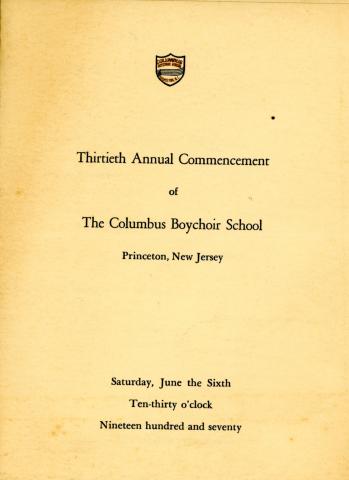 COLUMBUS
Thirtieth Annual Commencement
of
The Columbus Boychoir School
Princeton, New Jersey
Saturday, June the Sixth
Ten-thirty o'clock
Nineteen hundred and seventy